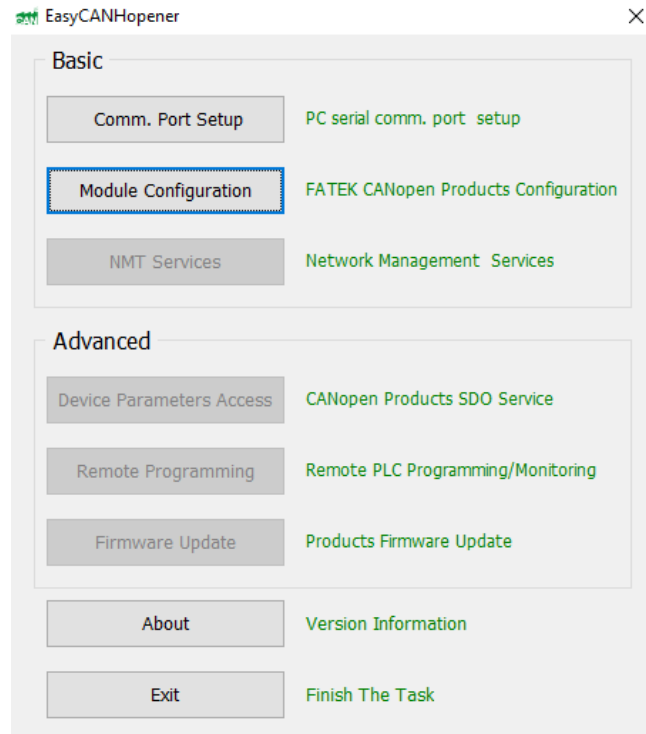 EasyCANHopener
Basic
Comm. Port Setup PC serial comm. port setup
Module Configuration FATEK CANopen Products Configuration
NMT Services Network Management Services
Advanced
Device Parameters Access CANopen Products SDO Service
Remote Programming Remote PLC Programming/Monitoring
Firmware Update Products Firmware Update
About Version Information
Exit Finish The Task